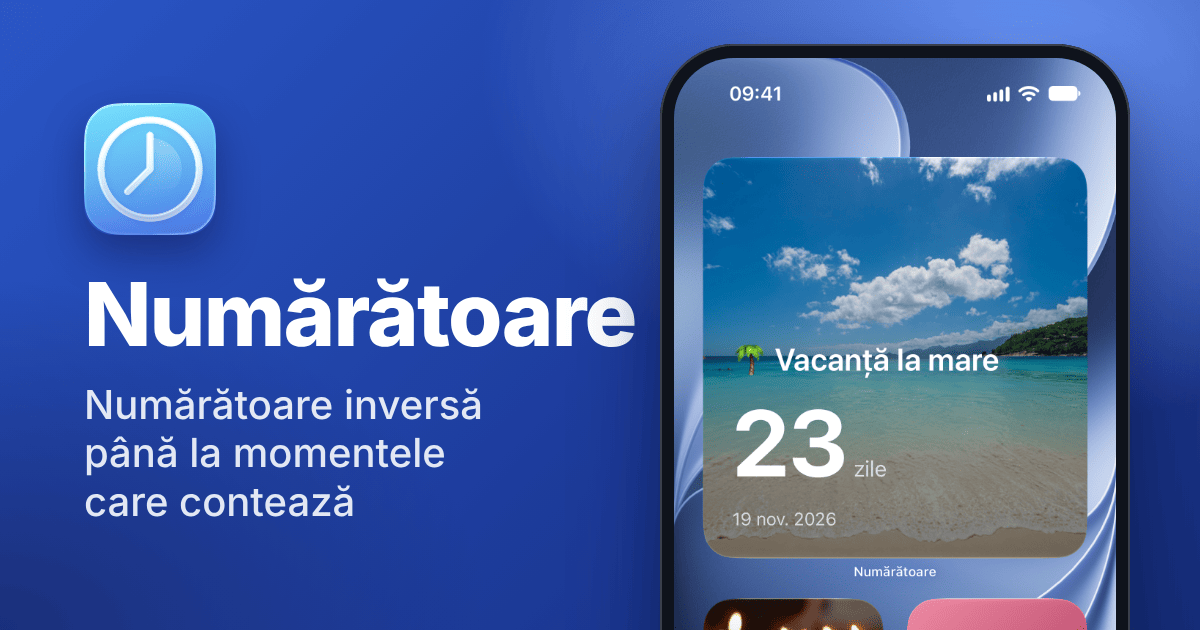 Numărătoare
Numărătoare inversă
până la momentele
care contează
09:41
🌴 Vacanță la mare
23 zile
19 nov. 2026
Numărătoare